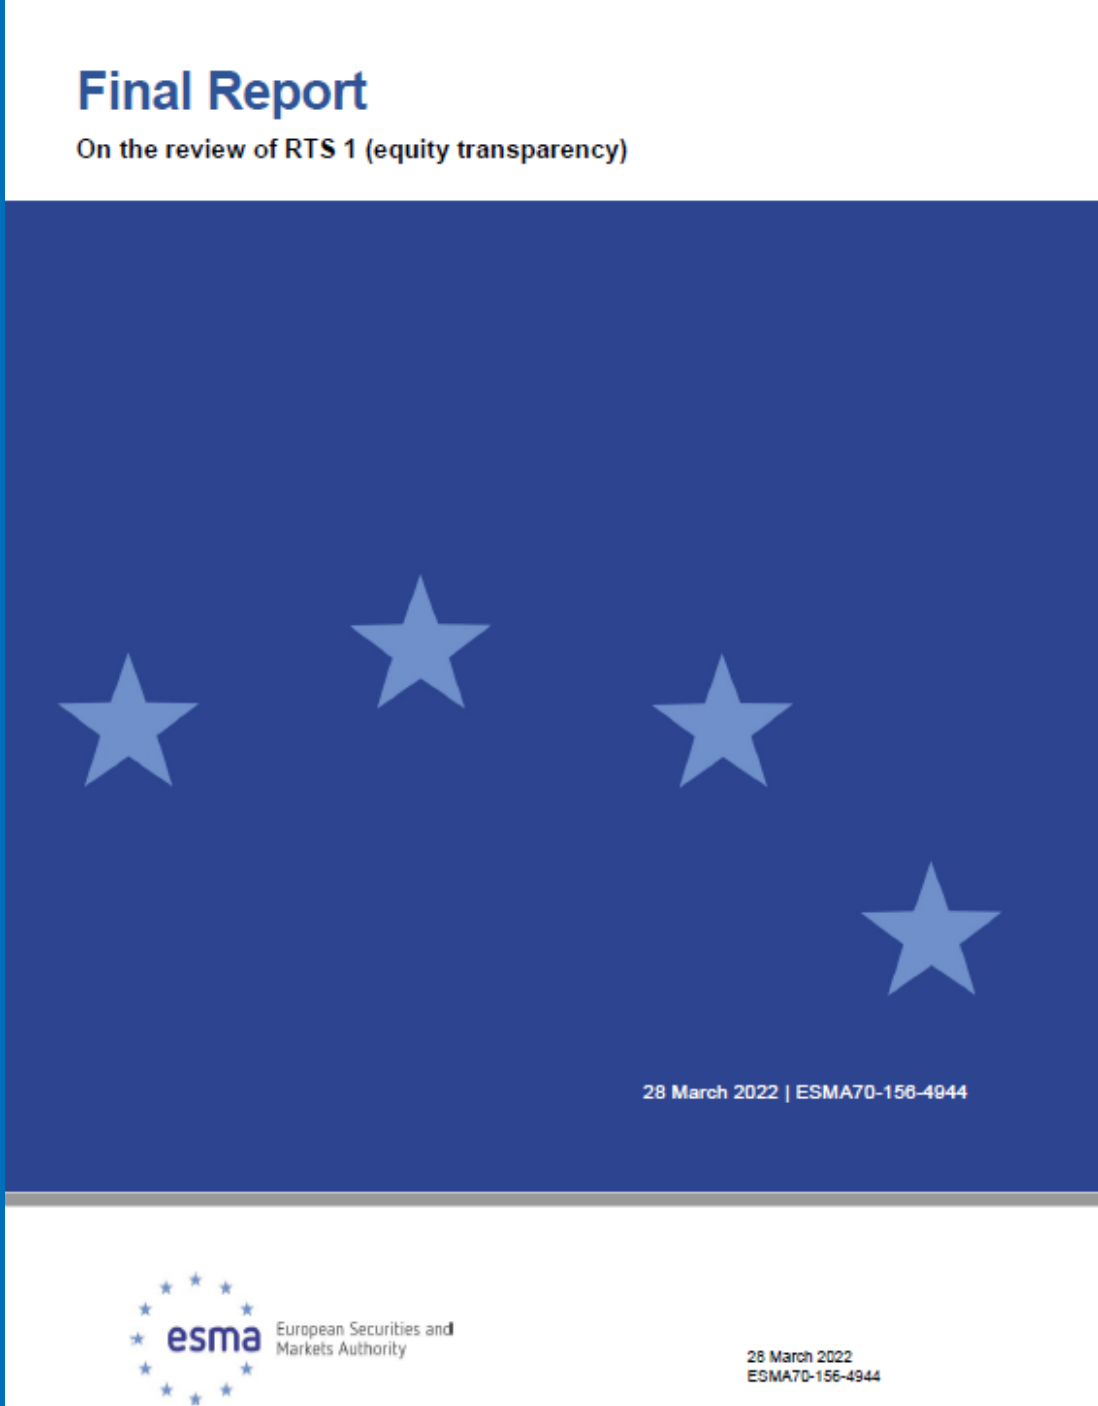 Final Report
On the review of RTS 1 (equity transparency)
28 March 2022 | ESMA70-156-4944
esma
European Securities and
Markets Authority
28 March 2022
ESMA70-156-4944